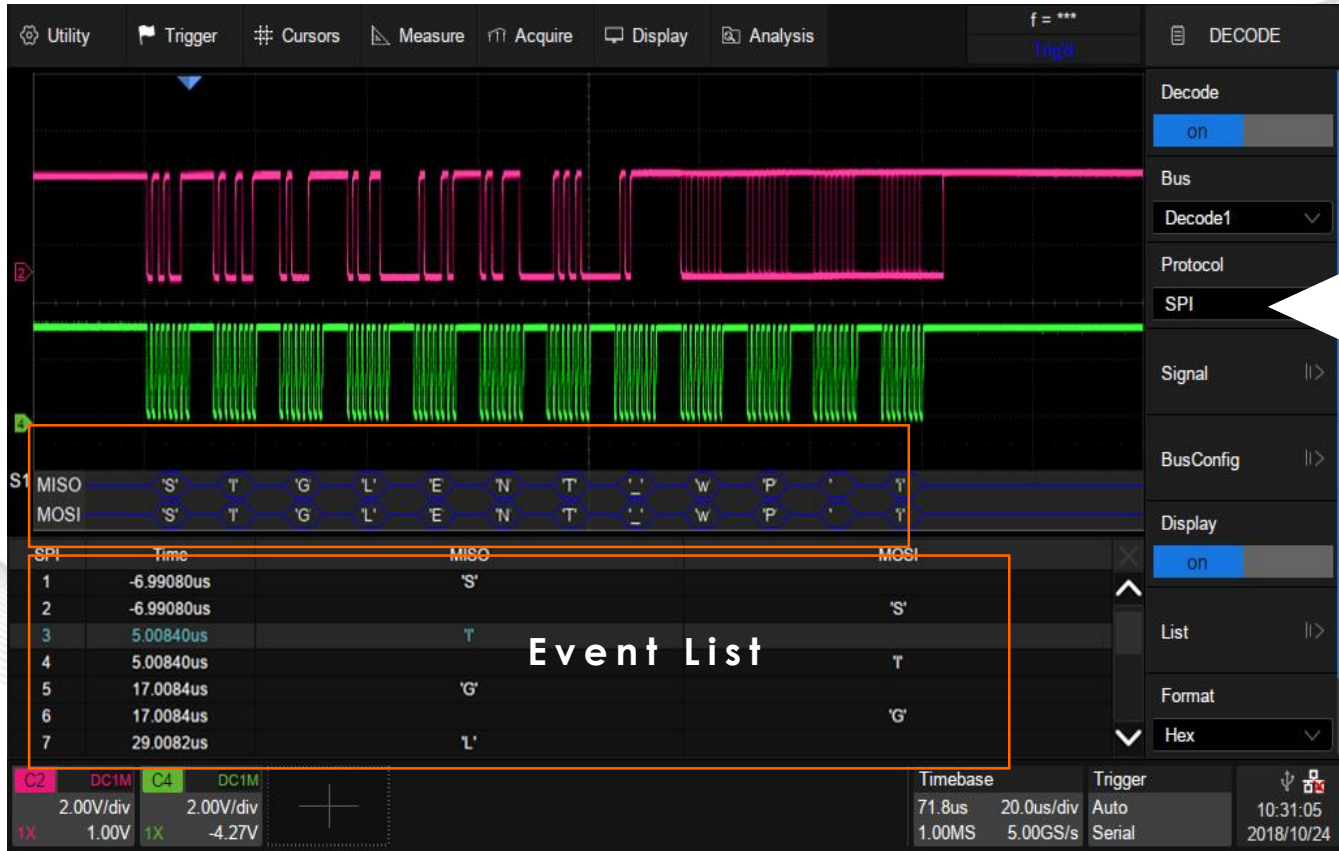 Utility Trigger Cursors Measure Acquire Display Analysis f = *** DECODE
Trig'd
Decode
on
Bus
Decode1
Protocol
SPI
Signal
BusConfig
Display
on
List
Format
Hex
2
4
S1 MISO 'S' 'I' 'G' 'L' 'E' 'N' 'T' '_' 'W' 'P' ' ' 'i'
MOSI 'S' 'I' 'G' 'L' 'E' 'N' 'T' '_' 'W' 'P' ' ' 'i'
SPI Time MISO MOSI
1 -6.99080us 'S'
2 -6.99080us 'S'
3 5.00840us 'I'
Event List
4 5.00840us 'I'
5 17.0084us 'G'
6 17.0084us 'G'
7 29.0082us 'L'
C2 DC1M C4 DC1M Timebase Trigger
2.00V/div 2.00V/div 71.8us 20.0us/div Auto 10:31:05
1X 1.00V 1X -4.27V 1.00MS 5.00GS/s Serial 2018/10/24